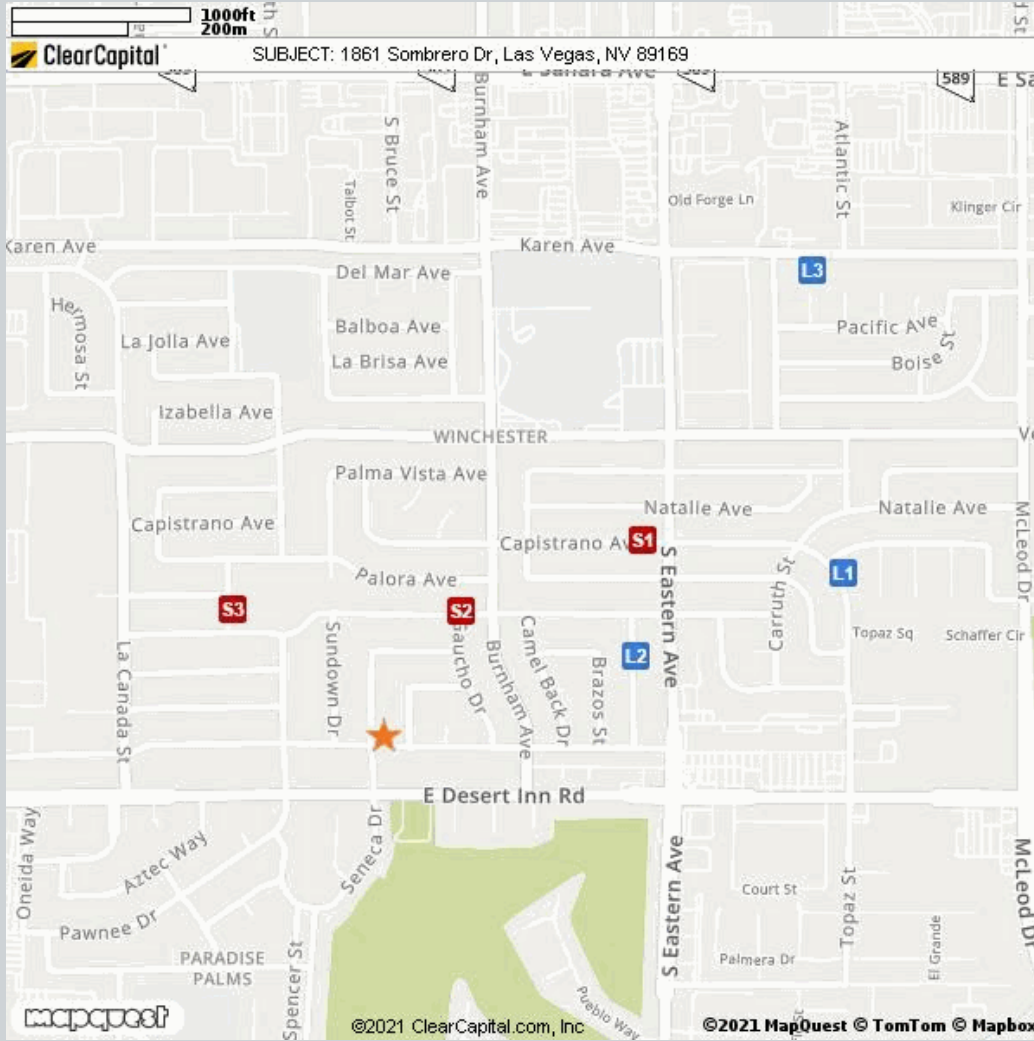 1000ft
200m
ClearCapital
SUBJECT: 1861 Sombrero Dr, Las Vegas, NV 89169
E Sahara Ave
589
E Sa
Burnham Ave
S Bruce St
Talbot St
Atlantic St
Old Forge Ln
Klinger Cir
Karen Ave
Karen Ave
Del Mar Ave
L3
Hermosa St
La Jolla Ave
Balboa Ave
La Brisa Ave
Pacific Ave
Boise St
Izabella Ave
WINCHESTER
Palma Vista Ave
Natalie Ave
Natalie Ave
McLeod Dr
Capistrano Ave
Capistrano Av
S1
S Eastern Ave
Palora Ave
Carruth St
L1
S3
S2
Topaz Sq
Schaffer Cir
La Canada St
Sundown Dr
Gaucho Dr
Burnham Ave
Camel Back Dr
Brazos St
L2
E Desert Inn Rd
Oneida Way
Aztec Way
Seneca Dr
S Eastern Ave
McLeod Dr
Court St
Topaz St
Pawnee Dr
PARADISE
PALMS
Spencer St
Palmera Dr
El Grande
Pueblo Way
mapquest
©2021 ClearCapital.com, Inc
©2021 MapQuest © TomTom © Mapbox